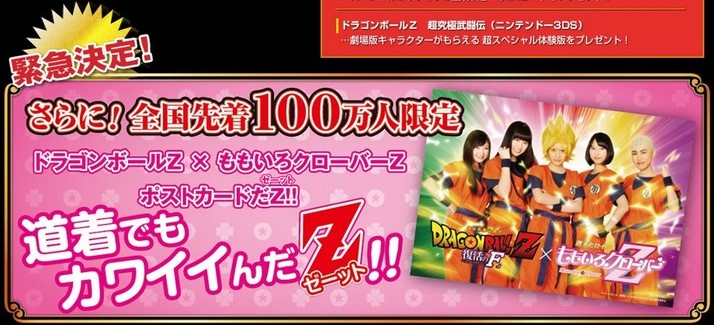 ドラゴンボールZ 超究極武闘伝（ニンテンドー3DS）
…劇場版キャラクターがもらえる 超スペシャル体験版をプレゼント！
緊急決定！
さらに！全国先着100万人限定
ドラゴンボールZ × ももいろクローバーZ
ポストカードだZ!!
ゼーット
道着でも
カワイイんだZ!!
ゼーット
DRAGONBALL Z
復活の「F」
×
ももいろクローバーZ